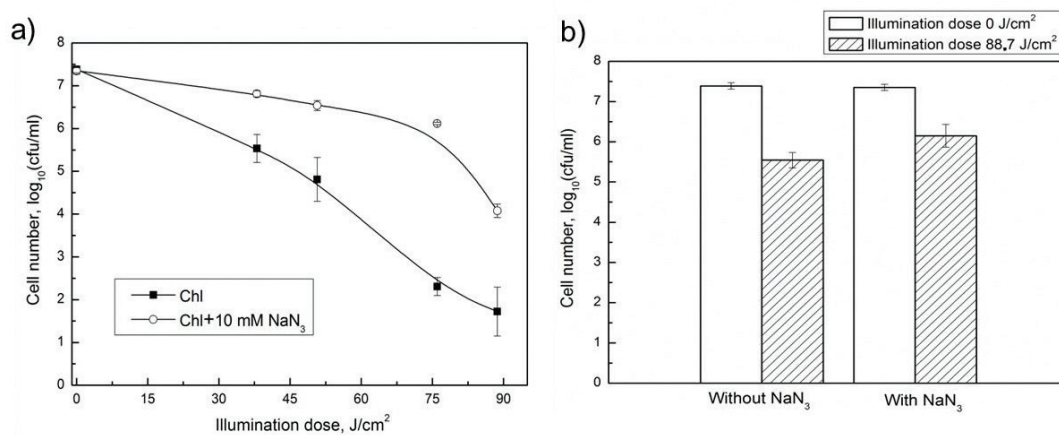 a)
Cell number, log₁₀(cfu/ml)
8
7
6
5
4
3
2
1
0
Chl
Chl+10 mM NaN₃
0 15 30 45 60 75 90
Illumination dose, J/cm²
b)
Illumination dose 0 J/cm²
Illumination dose 88.7 J/cm²
Cell number, log₁₀(cfu/ml)
8
7
6
5
4
3
2
1
0
Without NaN₃ With NaN₃